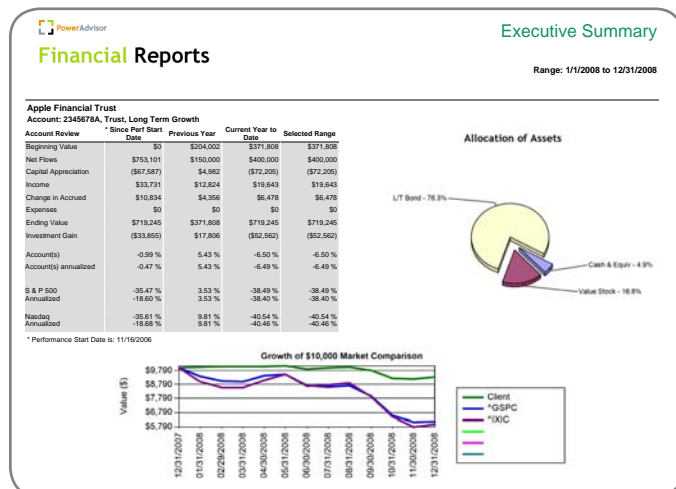 PowerAdvisor
Executive Summary
Financial Reports
Range: 1/1/2008 to 12/31/2008
Apple Financial Trust
Account: 2345678A, Trust, Long Term Growth
Account Review * Since Perf Start Date Previous Year Current Year to Date Selected Range
Beginning Value $0 $204,002 $371,808 $371,808
Net Flows $753,101 $150,000 $400,000 $400,000
Capital Appreciation ($67,587) $4,982 ($72,205) ($72,205)
Income $33,731 $12,824 $19,643 $19,643
Change in Accrued $10,834 $4,356 $6,478 $6,478
Expenses $0 $0 $0 $0
Ending Value $719,245 $371,808 $719,245 $719,245
Investment Gain ($33,855) $17,806 ($52,562) ($52,562)
Account(s) -0.99 % 5.43 % -6.50 % -6.50 %
Account(s) annualized -0.47 % 5.43 % -6.49 % -6.49 %
S & P 500 -35.47 % 3.53 % -38.49 % -38.49 %
Annualized -18.60 % 3.53 % -38.40 % -38.40 %
Nasdaq -35.61 % 9.81 % -40.54 % -40.54 %
Annualized -18.68 % 9.81 % -40.46 % -40.46 %
* Performance Start Date is: 11/16/2006
Allocation of Assets
L/T Bond - 78.3%
Cash & Equiv - 4.9%
Value Stock - 16.8%
Growth of $10,000 Market Comparison
Value ($)
$9,790
$8,790
$7,790
$6,790
$5,790
12/31/2007
01/31/2008
02/29/2008
03/31/2008
04/30/2008
05/31/2008
06/30/2008
07/31/2008
08/31/2008
09/30/2008
10/31/2008
11/30/2008
12/31/2008
Client
^GSPC
^IXIC